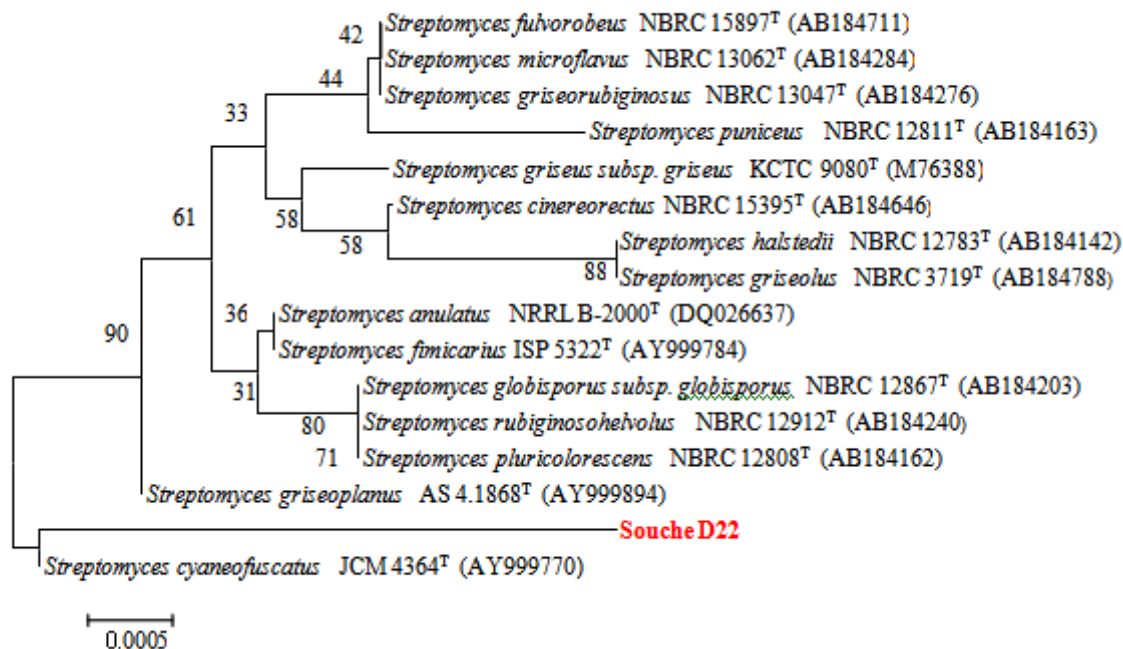 42
Streptomyces fulvorobeus NBRC 15897ᵀ (AB184711)
Streptomyces microflavus NBRC 13062ᵀ (AB184284)
44
Streptomyces griseorubiginosus NBRC 13047ᵀ (AB184276)
33
Streptomyces puniceus NBRC 12811ᵀ (AB184163)
Streptomyces griseus subsp. griseus KCTC 9080ᵀ (M76388)
61
58
Streptomyces cinereorectus NBRC 15395ᵀ (AB184646)
58
Streptomyces halstedii NBRC 12783ᵀ (AB184142)
88
Streptomyces griseolus NBRC 3719ᵀ (AB184788)
36
Streptomyces anulatus NRRL B-2000ᵀ (DQ026637)
90
Streptomyces fimicarius ISP 5322ᵀ (AY999784)
31
Streptomyces globisporus subsp. globisporus NBRC 12867ᵀ (AB184203)
80
Streptomyces rubiginosohelvolus NBRC 12912ᵀ (AB184240)
71
Streptomyces pluricolorescens NBRC 12808ᵀ (AB184162)
Streptomyces griseoplanus AS 4.1868ᵀ (AY999894)
Souche D22
Streptomyces cyaneofuscatus JCM 4364ᵀ (AY999770)
0.0005